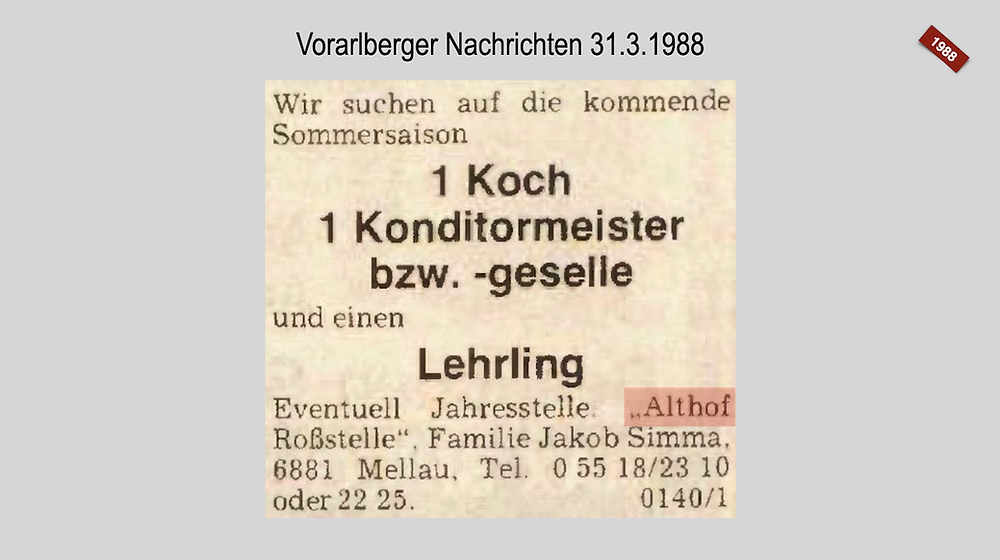 Vorarlberger Nachrichten 31.3.1988
1988
Wir suchen auf die kommende
Sommersaison
1 Koch
1 Konditormeister
bzw. -geselle
und einen
Lehrling
Eventuell Jahresstelle. „Althof
Roßstelle“, Familie Jakob Simma,
6881 Mellau, Tel. 0 55 18/23 10
oder 22 25. 0140/1